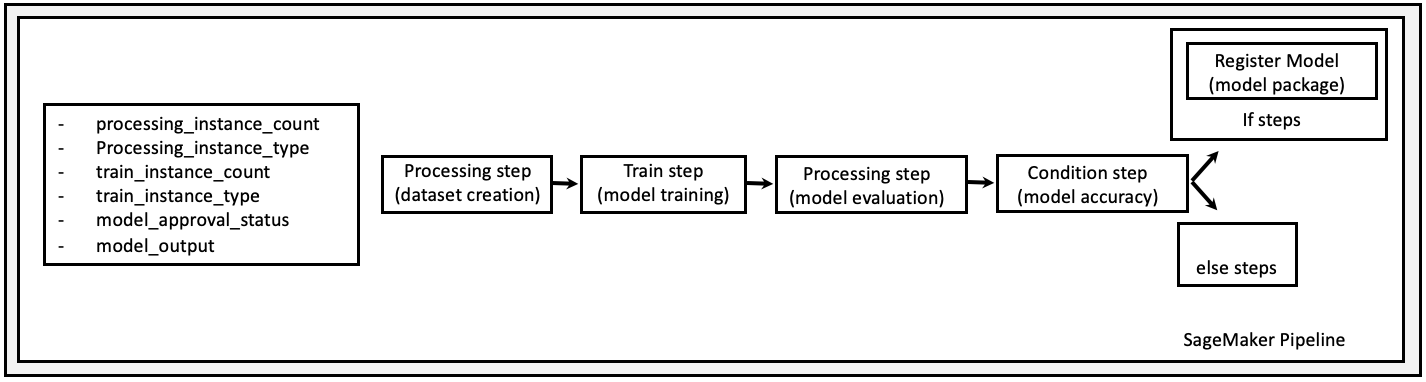 - processing_instance_count
- Processing_instance_type
- train_instance_count
- train_instance_type
- model_approval_status
- model_output
Processing step
(dataset creation)
Train step
(model training)
Processing step
(model evaluation)
Condition step
(model accuracy)
Register Model
(model package)
If steps
else steps
SageMaker Pipeline